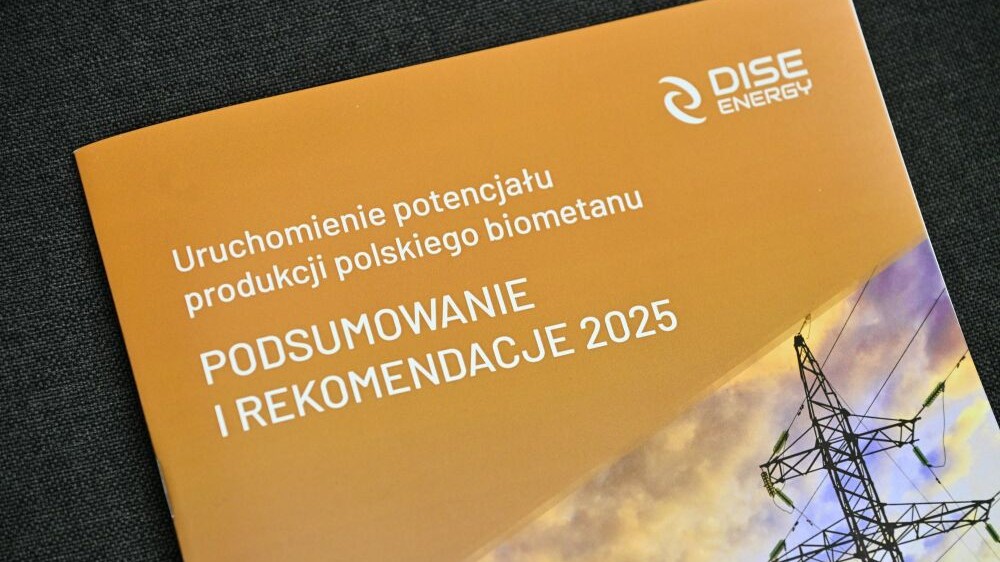 DISE
ENERGY
Uruchomienie potencjału
produkcji polskiego biometanu
PODSUMOWANIE
I REKOMENDACJE 2025